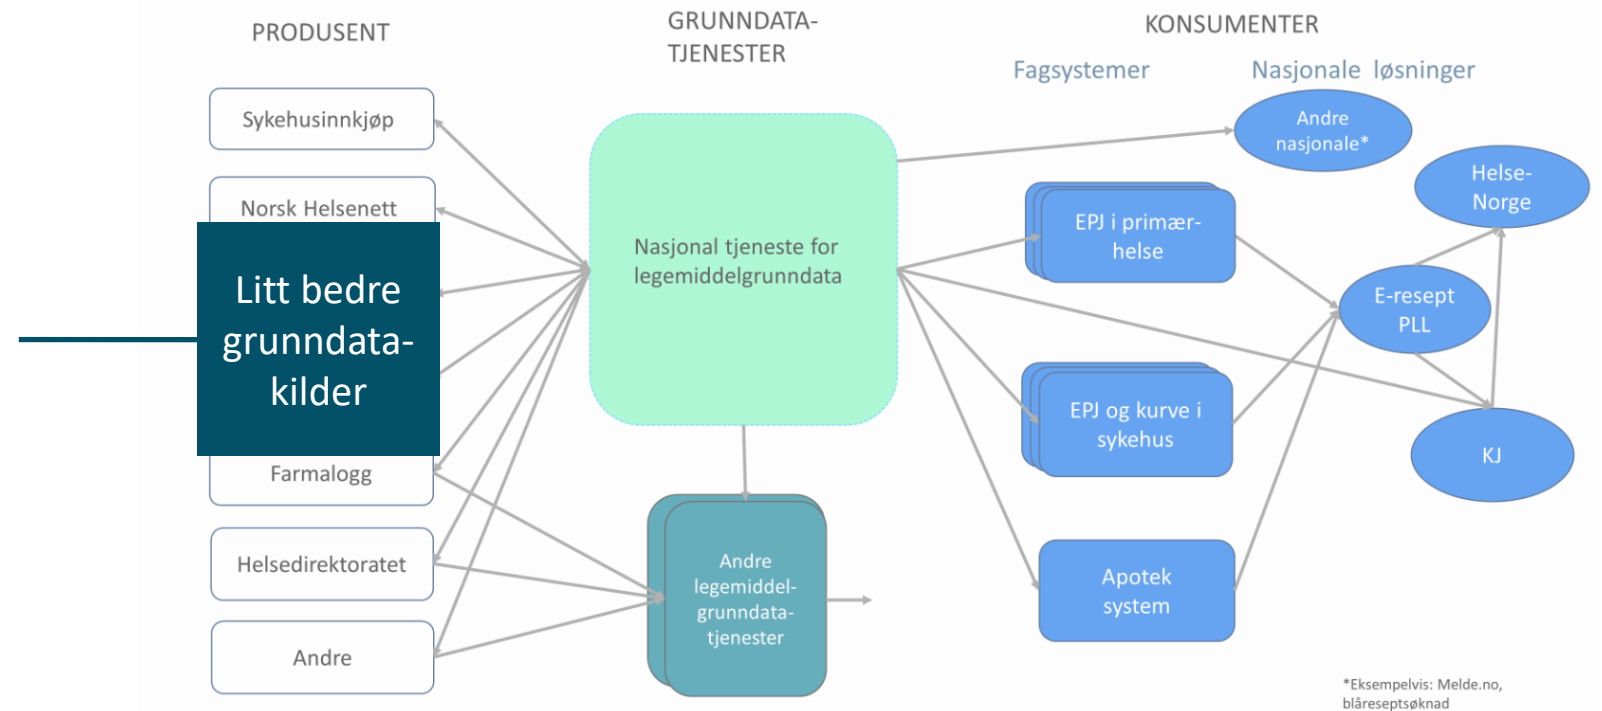 PRODUSENT
GRUNNDATA-
TJENESTER
KONSUMENTER
Fagsystemer
Nasjonale løsninger
Sykehusinnkjøp
Norsk Helsenett
Litt bedre
grunndata-
kilder
Farmalogg
Helsedirektoratet
Andre
Nasjonal tjeneste for
legemiddelgrunndata
Andre
legemiddel-
grunndata-
tjenester
Andre
nasjonale*
Helse-
Norge
EPJ i primær-
helse
E-resept
PLL
EPJ og kurve i
sykehus
KJ
Apotek
system
*Eksempelvis: Melde.no,
blåreseptsøknad